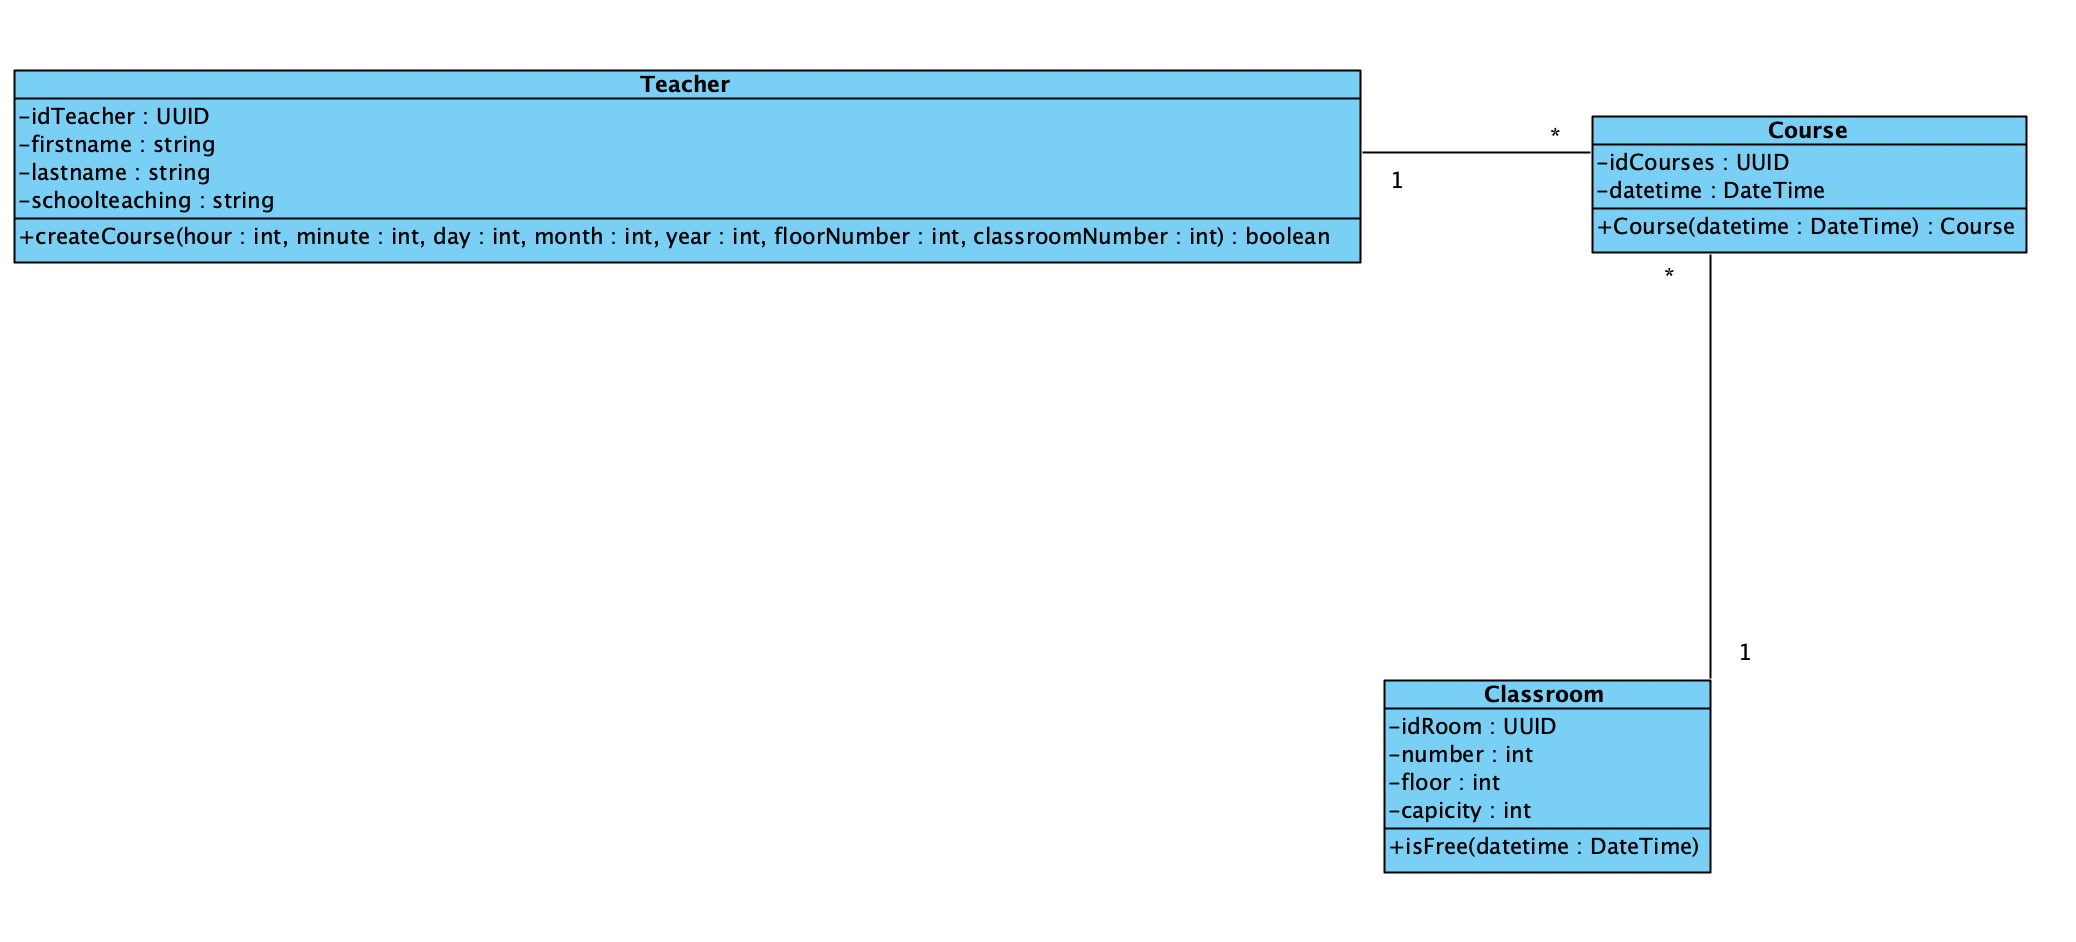 Teacher
-idTeacher : UUID
-firstname : string
-lastname : string
-schoolteaching : string
+createCourse(hour : int, minute : int, day : int, month : int, year : int, floorNumber : int, classroomNumber : int) : boolean
*
1
Course
-idCourses : UUID
-datetime : DateTime
+Course(datetime : DateTime) : Course
*
1
Classroom
-idRoom : UUID
-number : int
-floor : int
-capicity : int
+isFree(datetime : DateTime)